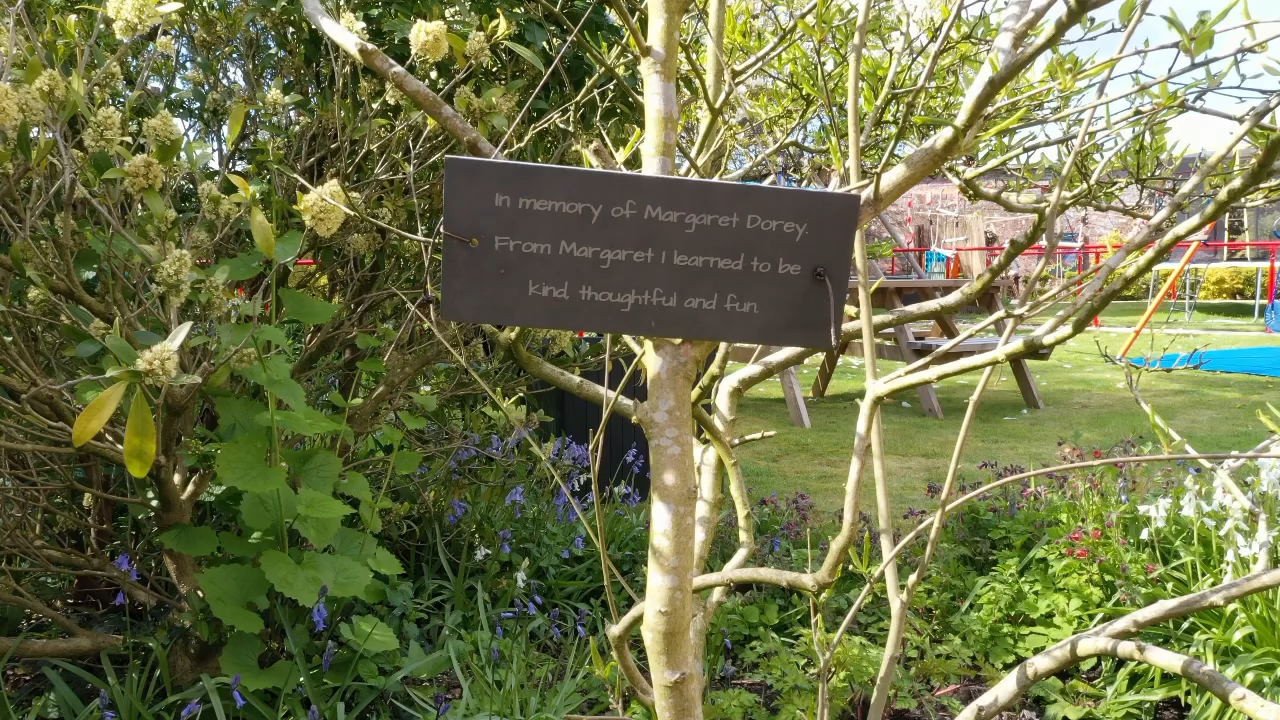 In memory of Margaret Dorey.
From Margaret I learned to be
kind, thoughtful and fun.